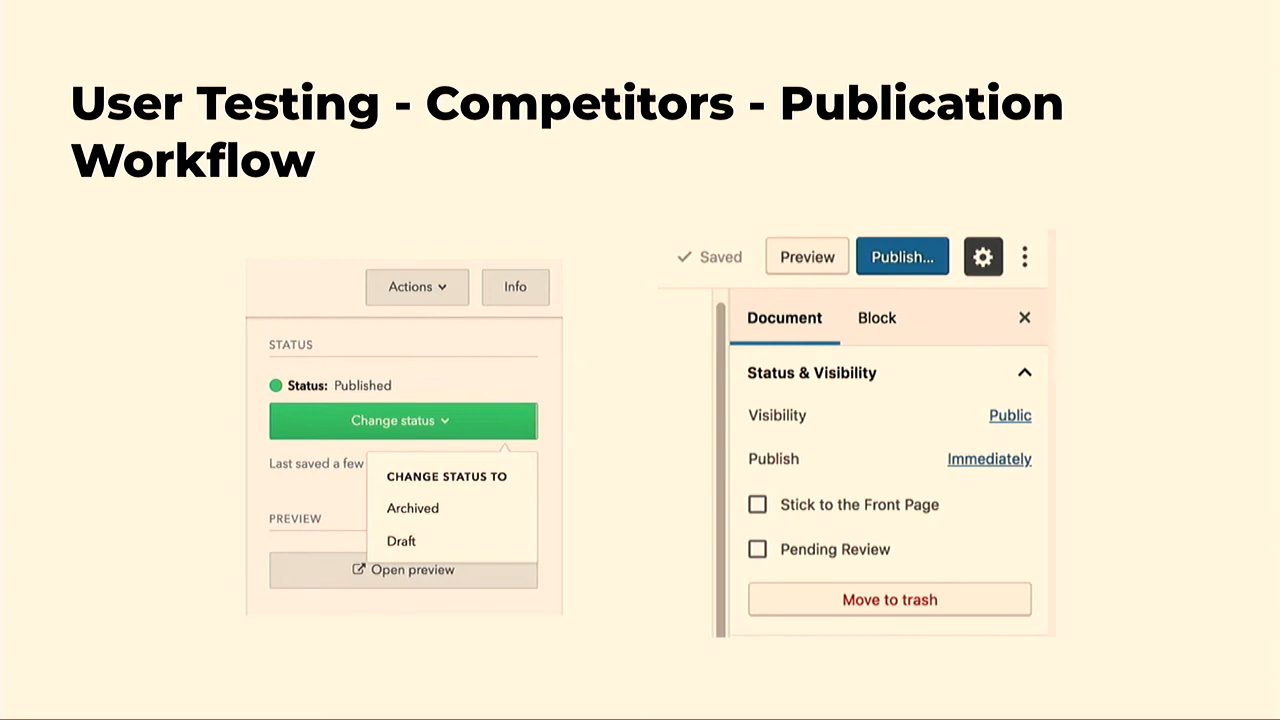 User Testing - Competitors - Publication
Workflow
Actions
Info
STATUS
Status: Published
Change status
Last saved a few
CHANGE STATUS TO
Archived
Draft
PREVIEW
Open preview
Saved
Preview
Publish...
Document
Block
Status & Visibility
Visibility
Public
Publish
Immediately
Stick to the Front Page
Pending Review
Move to trash